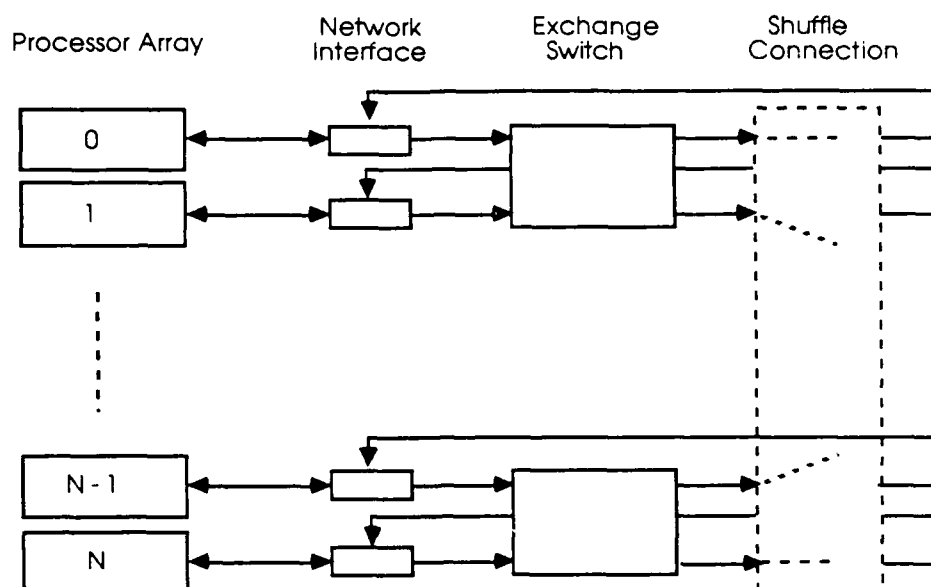 Processor Array
Network
Interface
Exchange
Switch
Shuffle
Connection
0
1
N-1
N